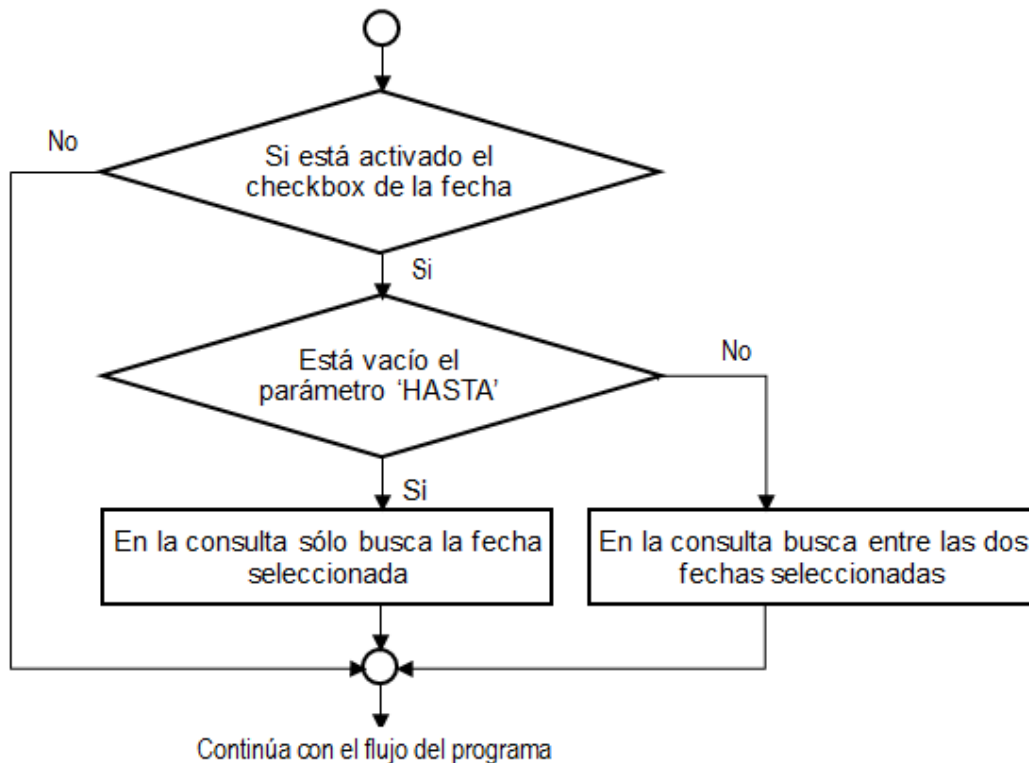 No
Si está activado el
checkbox de la fecha
Si
Está vacío el
parámetro ‘HASTA’
No
Si
En la consulta sólo busca la fecha
seleccionada
En la consulta busca entre las dos
fechas seleccionadas
Continúa con el flujo del programa